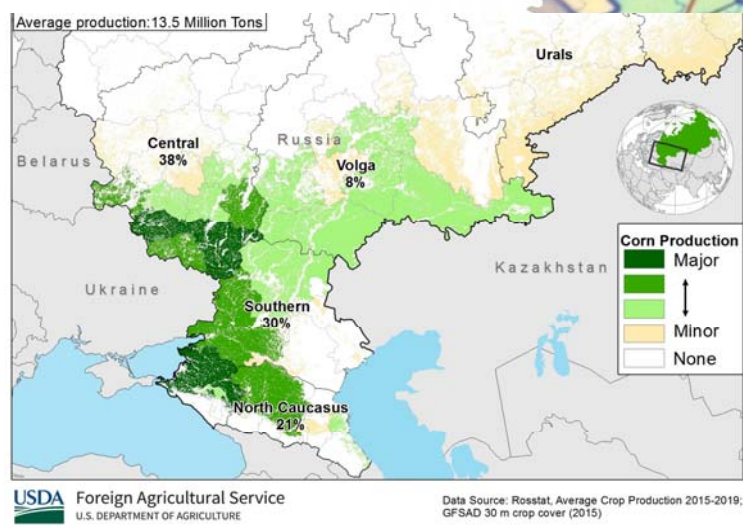 Average production:13.5 Million Tons
Urals
Central
38%
Russia
Belarus
Volga
8%
Corn Production
Major
Minor
None
Kazakhstan
Ukraine
Southern
30%
North Caucasus
21%
USDA Foreign Agricultural Service
U.S. DEPARTMENT OF AGRICULTURE
Data Source: Rosstat, Average Crop Production 2015-2019;
GFSAD 30 m crop cover (2015)